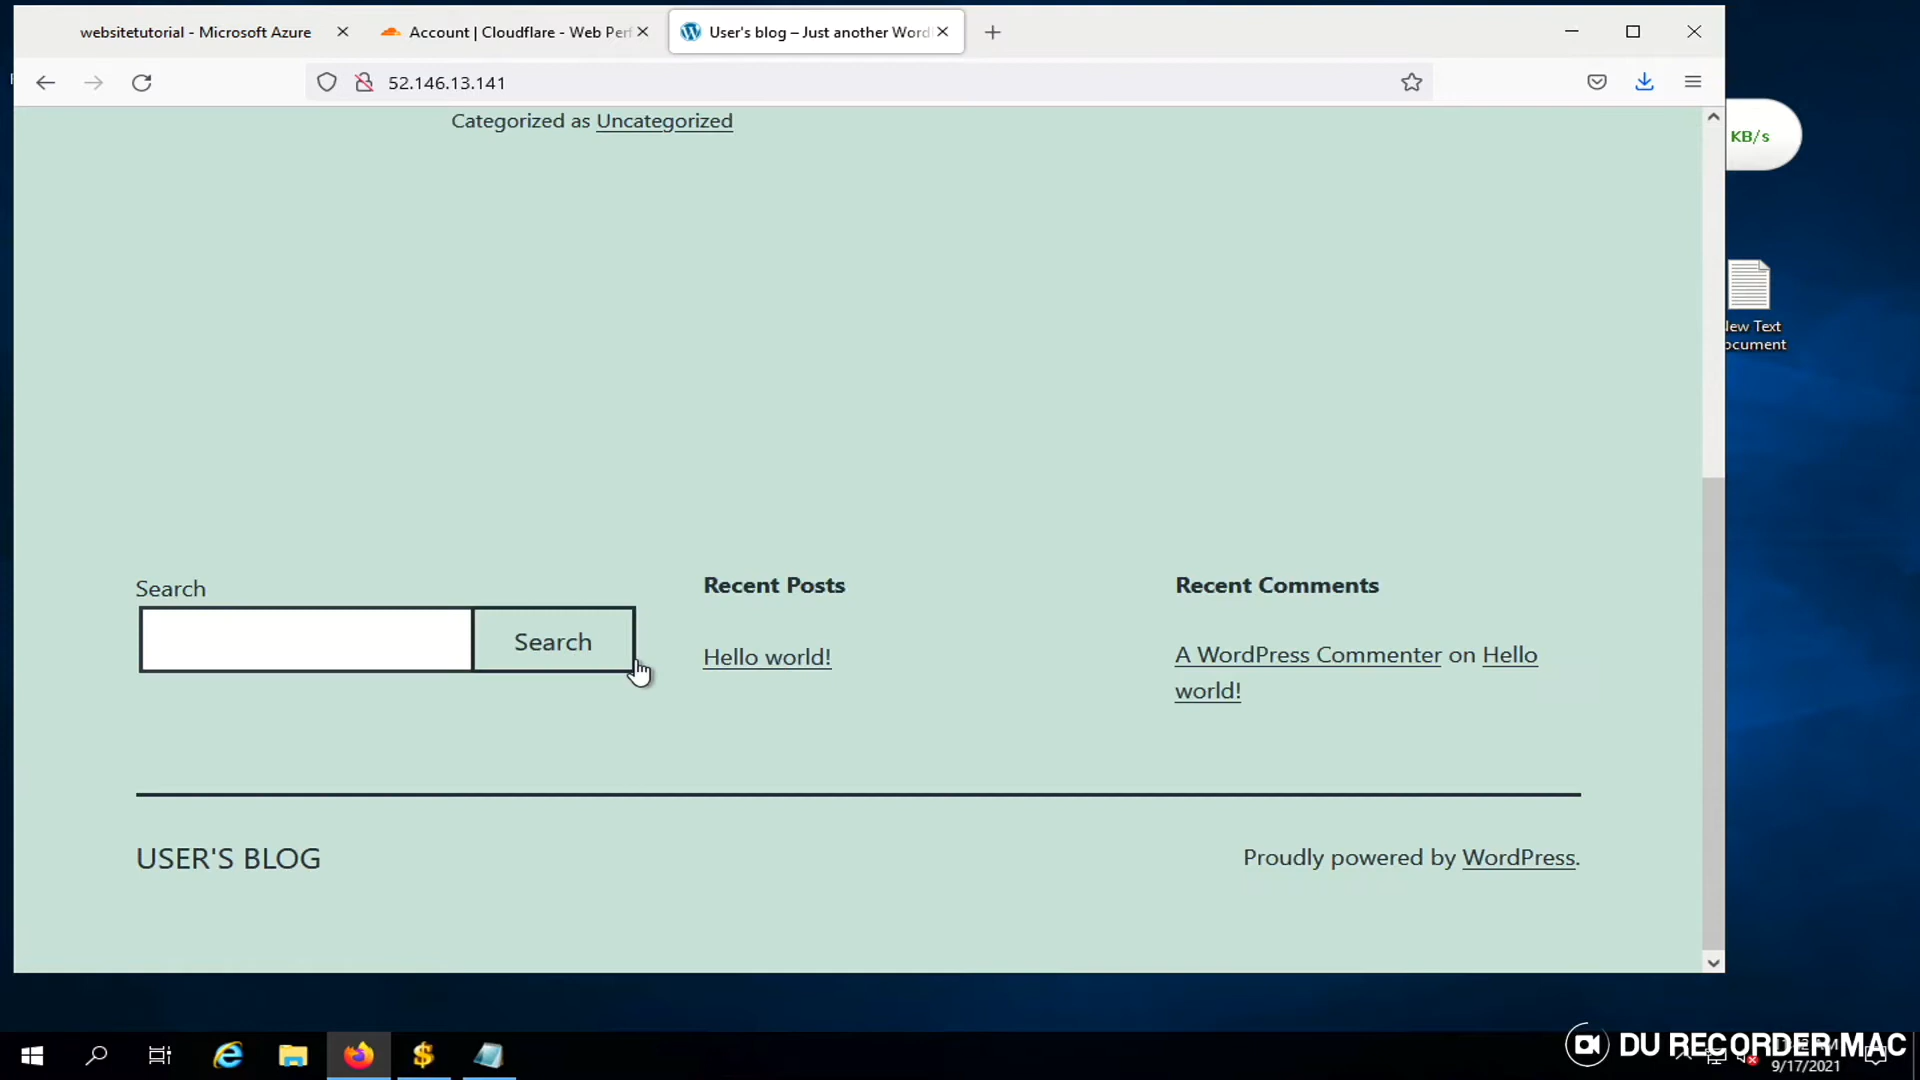 websitetutorial - Microsoft Azure
Account | Cloudflare - Web Perf
User's blog – Just another Word
52.146.13.141
KB/s
Categorized as Uncategorized
New Text
ocument
Search
Search
Recent Posts
Hello world!
Recent Comments
A WordPress Commenter on Hello
world!
USER'S BLOG
Proudly powered by WordPress.
DU RECORDER MAC
9/17/2021